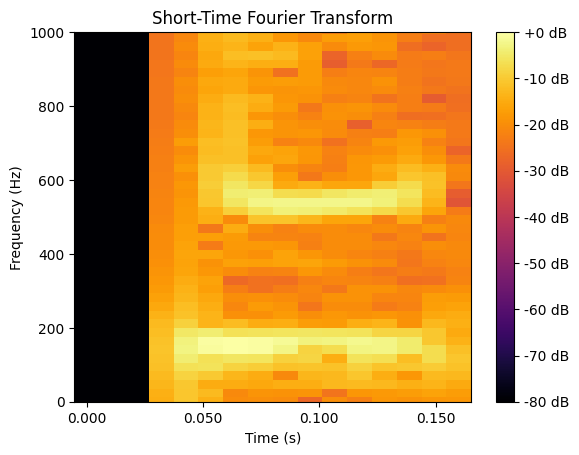 Short-Time Fourier Transform
1000
800
600
400
200
0
Frequency (Hz)
0.000
0.050
0.100
0.150
Time (s)
+0 dB
-10 dB
-20 dB
-30 dB
-40 dB
-50 dB
-60 dB
-70 dB
-80 dB